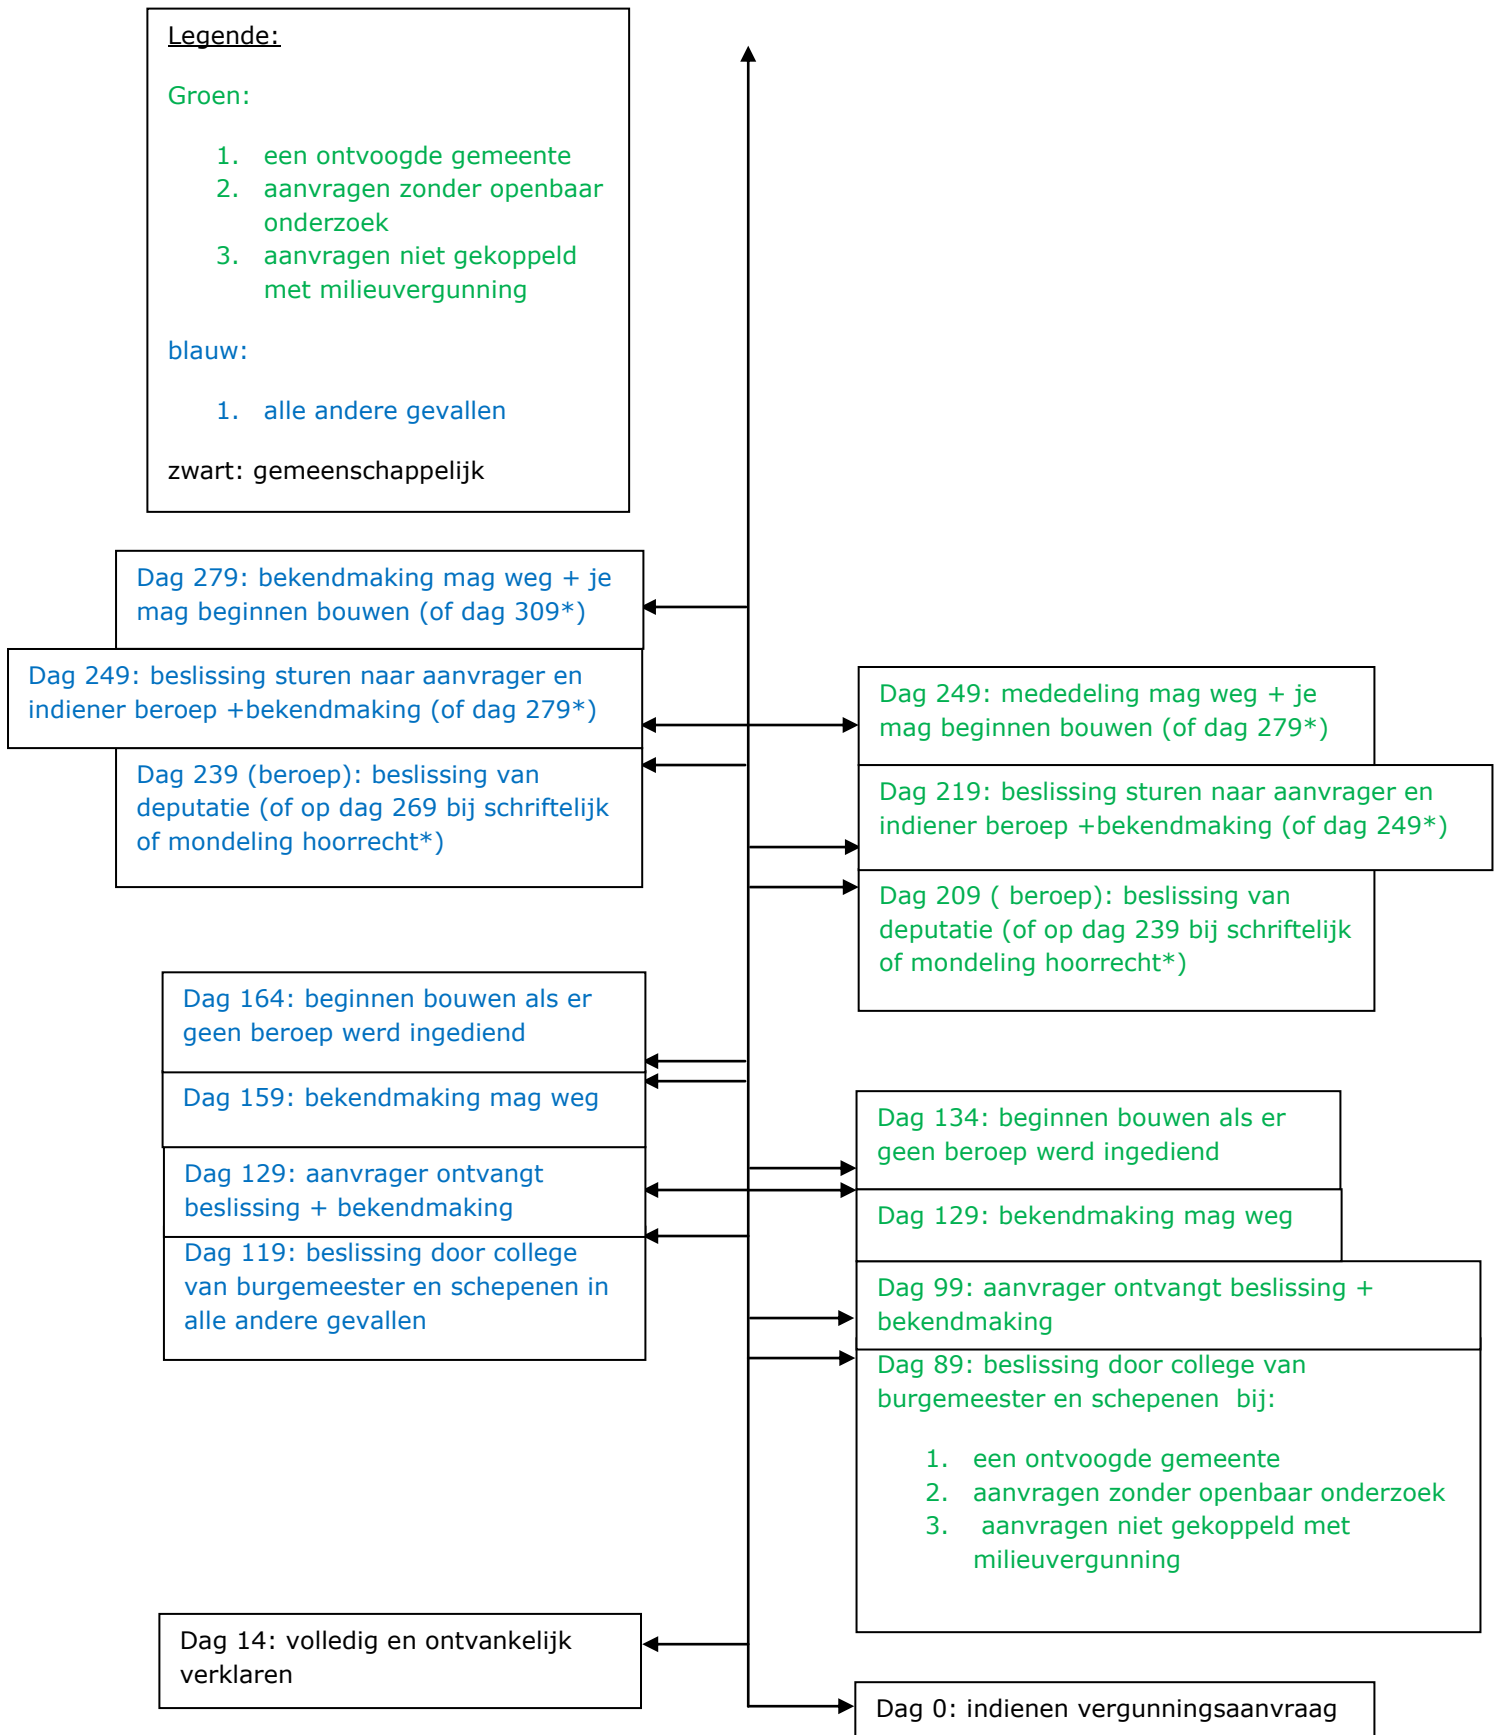 Legende:
Groen:
1. een ontvoogde gemeente
2. aanvragen zonder openbaar
onderzoek
3. aanvragen niet gekoppeld
met milieuvergunning
blauw:
1. alle andere gevallen
zwart: gemeenschappelijk
Dag 279: bekendmaking mag weg + je
mag beginnen bouwen (of dag 309*)
Dag 249: beslissing sturen naar aanvrager en
indiener beroep +bekendmaking (of dag 279*)
Dag 239 (beroep): beslissing van
deputatie (of op dag 269 bij schriftelijk
of mondeling hoorrecht*)
Dag 164: beginnen bouwen als er
geen beroep werd ingediend
Dag 159: bekendmaking mag weg
Dag 129: aanvrager ontvangt
beslissing + bekendmaking
Dag 119: beslissing door college
van burgemeester en schepenen in
alle andere gevallen
Dag 14: volledig en ontvankelijk
verklaren
Dag 249: mededeling mag weg + je
mag beginnen bouwen (of dag 279*)
Dag 219: beslissing sturen naar aanvrager en
indiener beroep +bekendmaking (of dag 249*)
Dag 209 ( beroep): beslissing van
deputatie (of op dag 239 bij schriftelijk
of mondeling hoorrecht*)
Dag 134: beginnen bouwen als er
geen beroep werd ingediend
Dag 129: bekendmaking mag weg
Dag 99: aanvrager ontvangt beslissing +
bekendmaking
Dag 89: beslissing door college van
burgemeester en schepenen  bij:
1. een ontvoogde gemeente
2. aanvragen zonder openbaar onderzoek
3. aanvragen niet gekoppeld met
milieuvergunning
Dag 0: indienen vergunningsaanvraag